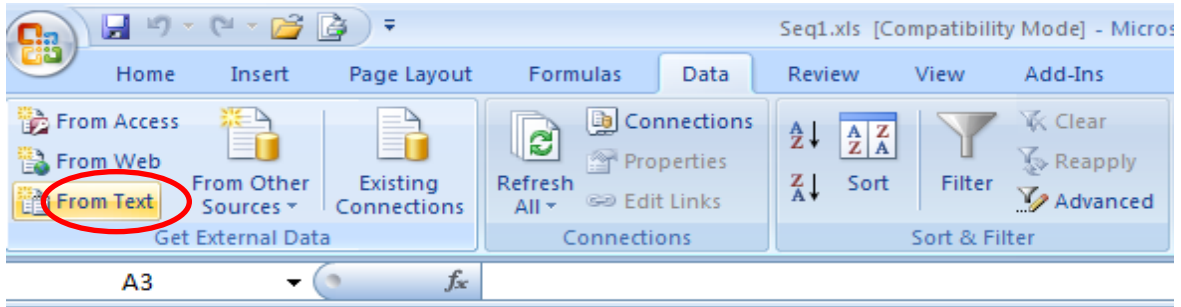 Seq1.xls [Compatibility Mode] - Micros
Home Insert Page Layout Formulas Data Review View Add-Ins
From Access
From Web
From Text
From Other
Sources
Existing
Connections
Get External Data
Refresh
All
Connections
Properties
Edit Links
Connections
A
Z
Z
A
A Z
Z A
Sort
Filter
Clear
Reapply
Advanced
Sort & Filter
A3 fx